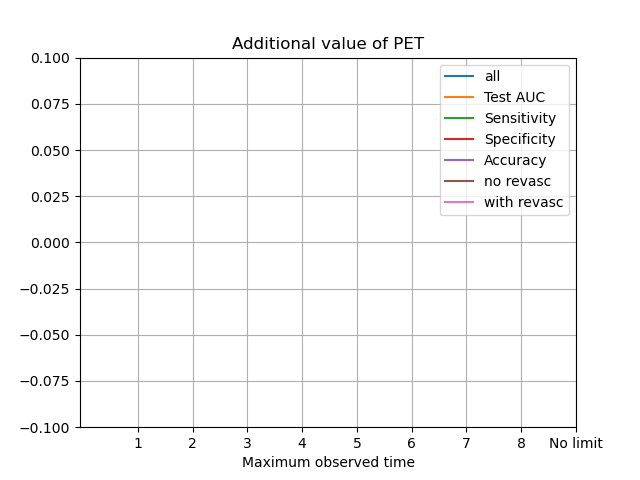 Additional value of PET
0.100
0.075
0.050
0.025
0.000
−0.025
−0.050
−0.075
−0.100
all
Test AUC
Sensitivity
Specificity
Accuracy
no revasc
with revasc
1 2 3 4 5 6 7 8 No limit
Maximum observed time